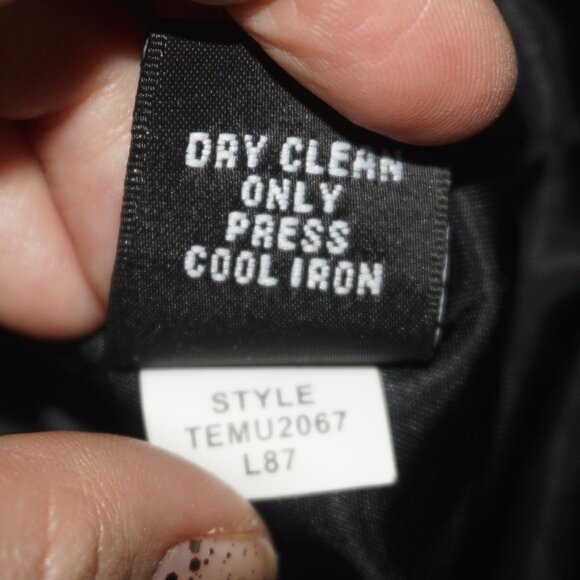 DRY CLEAN
ONLY
PRESS
COOL IRON
STYLE
TEMU2067
L87